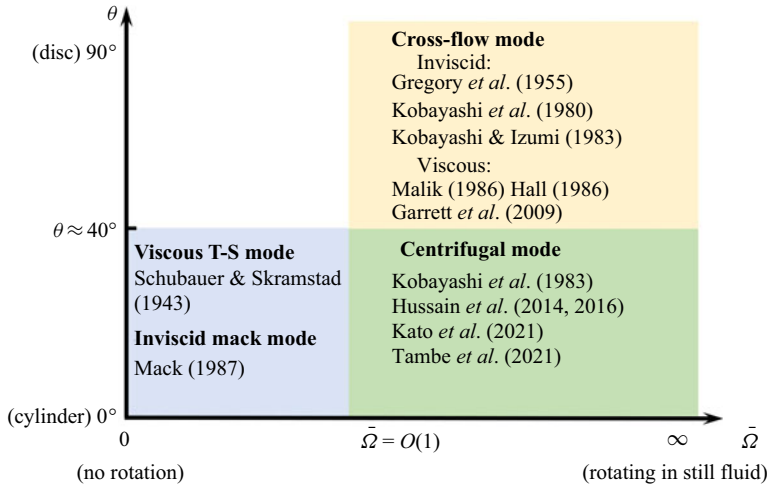 θ
(disc) 90°
Cross-flow mode
Inviscid:
Gregory et al. (1955)
Kobayashi et al. (1980)
Kobayashi & Izumi (1983)
Viscous:
Malik (1986) Hall (1986)
Garrett et al. (2009)
θ ≈ 40°
Viscous T-S mode
Schubauer & Skramstad
(1943)
Inviscid mack mode
Mack (1987)
Centrifugal mode
Kobayashi et al. (1983)
Hussain et al. (2014, 2016)
Kato et al. (2021)
Tambe et al. (2021)
(cylinder) 0°
0
Ω̄ = O(1)
∞
Ω̄
(no rotation)
(rotating in still fluid)